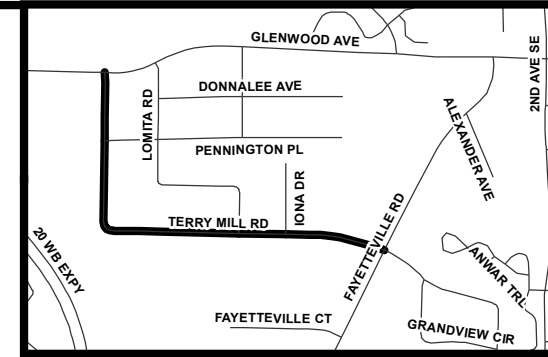 GLENWOOD AVE
2ND AVE SE
DONNALEE AVE
LOMITA RD
ALEXANDER AVE
PENNINGTON PL
IONA DR
TERRY MILL RD
FAYETTEVILLE RD
20 WB EXPY
ANWAR TRL
FAYETTEVILLE CT
GRANDVIEW CIR